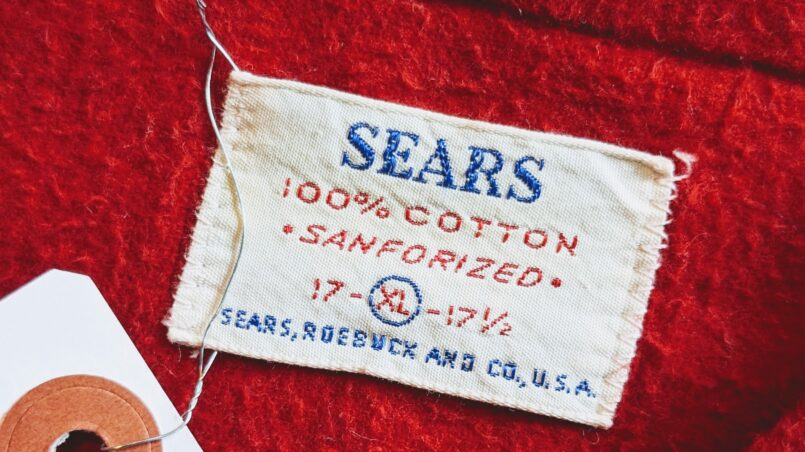 SEARS
100% COTTON
•SANFORIZED•
17-XL-17½
SEARS, ROEBUCK AND CO, U.S.A.